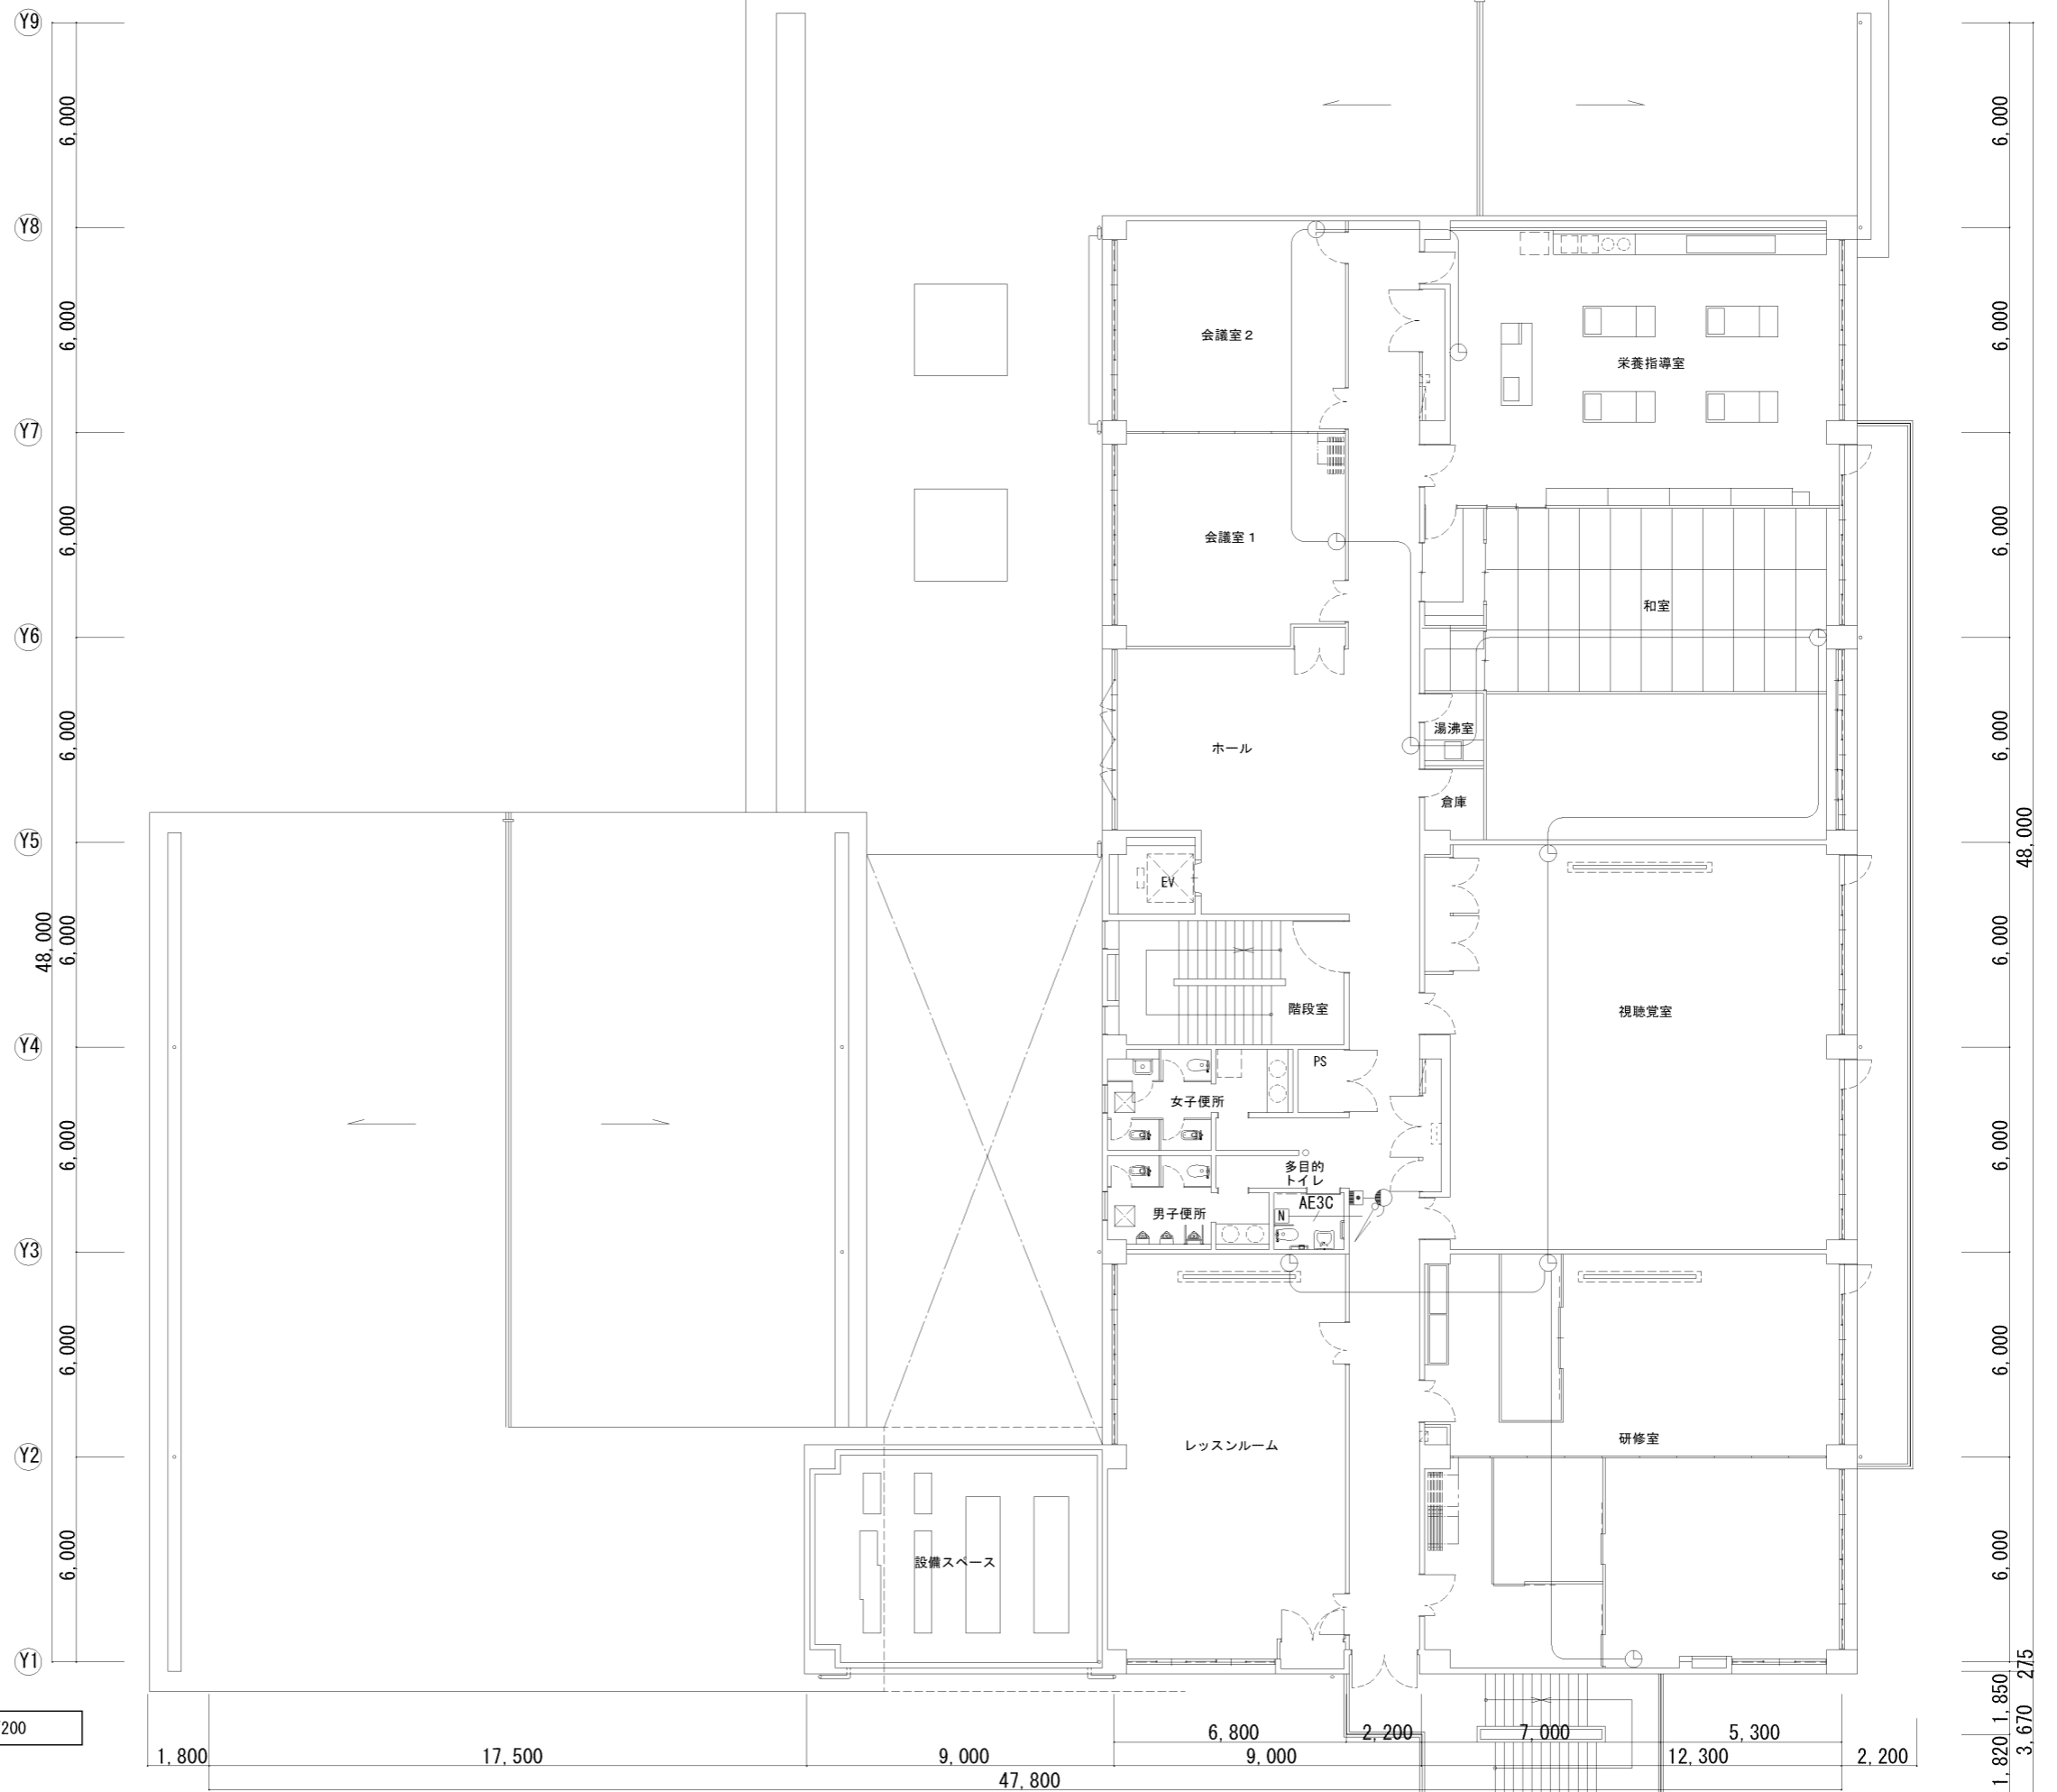 Y9
Y8
Y7
Y6
Y5
Y4
Y3
Y2
Y1
6,000
6,000
6,000
6,000
6,000
6,000
6,000
6,000
48,000
会議室2
栄養指導室
会議室1
和室
湯沸室
ホール
倉庫
EV
階段室
視聴覚室
PS
女子便所
多目的
トイレ
AE3C
N
男子便所
レッスンルーム
研修室
設備スペース
6,000
6,000
6,000
6,000
6,000
6,000
6,000
6,000
48,000
275
1,850
3,670
1,820
200
6,800
2,200
7,000
5,300
1,800
17,500
9,000
9,000
12,300
2,200
47,800